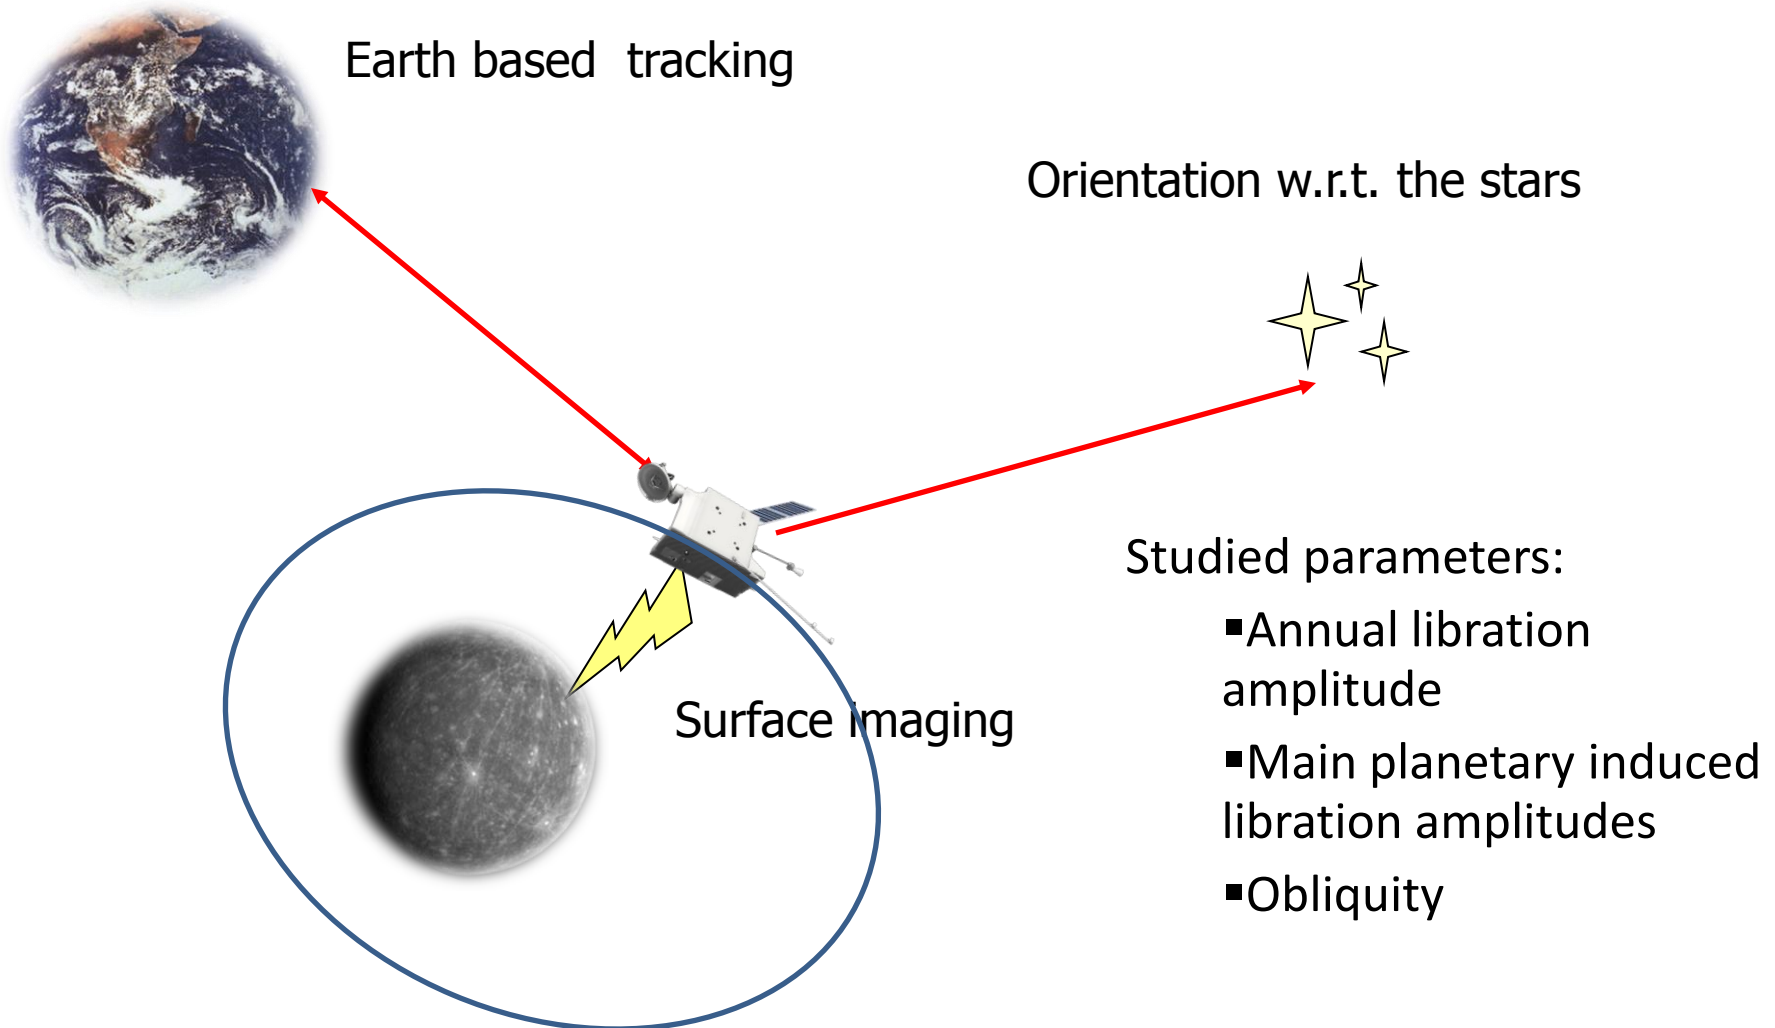 Earth based  tracking
Orientation w.r.t. the stars
Surface imaging
Studied parameters:
▪Annual libration
amplitude
▪Main planetary induced
libration amplitudes
▪Obliquity